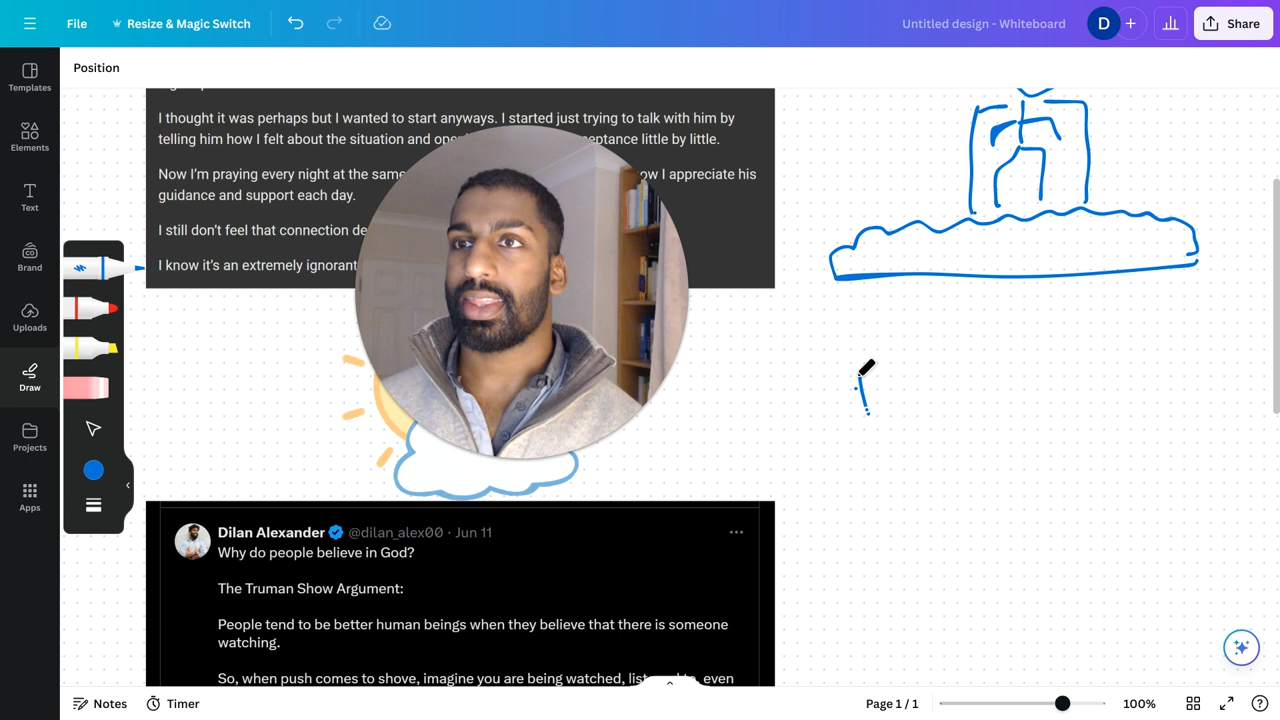 File
Resize & Magic Switch
Untitled design - Whiteboard
D
Share
Position
Templates
Elements
Text
Brand
Uploads
Draw
Projects
Apps
I thought it was perhaps but I wanted to start anyways. I started just trying to talk with him by
telling him how I felt about the situation and
little by little.
Now I'm praying every night at the same
I appreciate his
guidance and support each day.
I still don't feel that connection
I know it's an extremely ignorant
Dilan Alexander @dilan_alex00 · Jun 11
Why do people believe in God?
The Truman Show Argument:
People tend to be better human beings when they believe that there is someone
watching.
So, when push comes to shove, imagine you are being watched, even
Notes
Timer
Page 1 / 1
100%